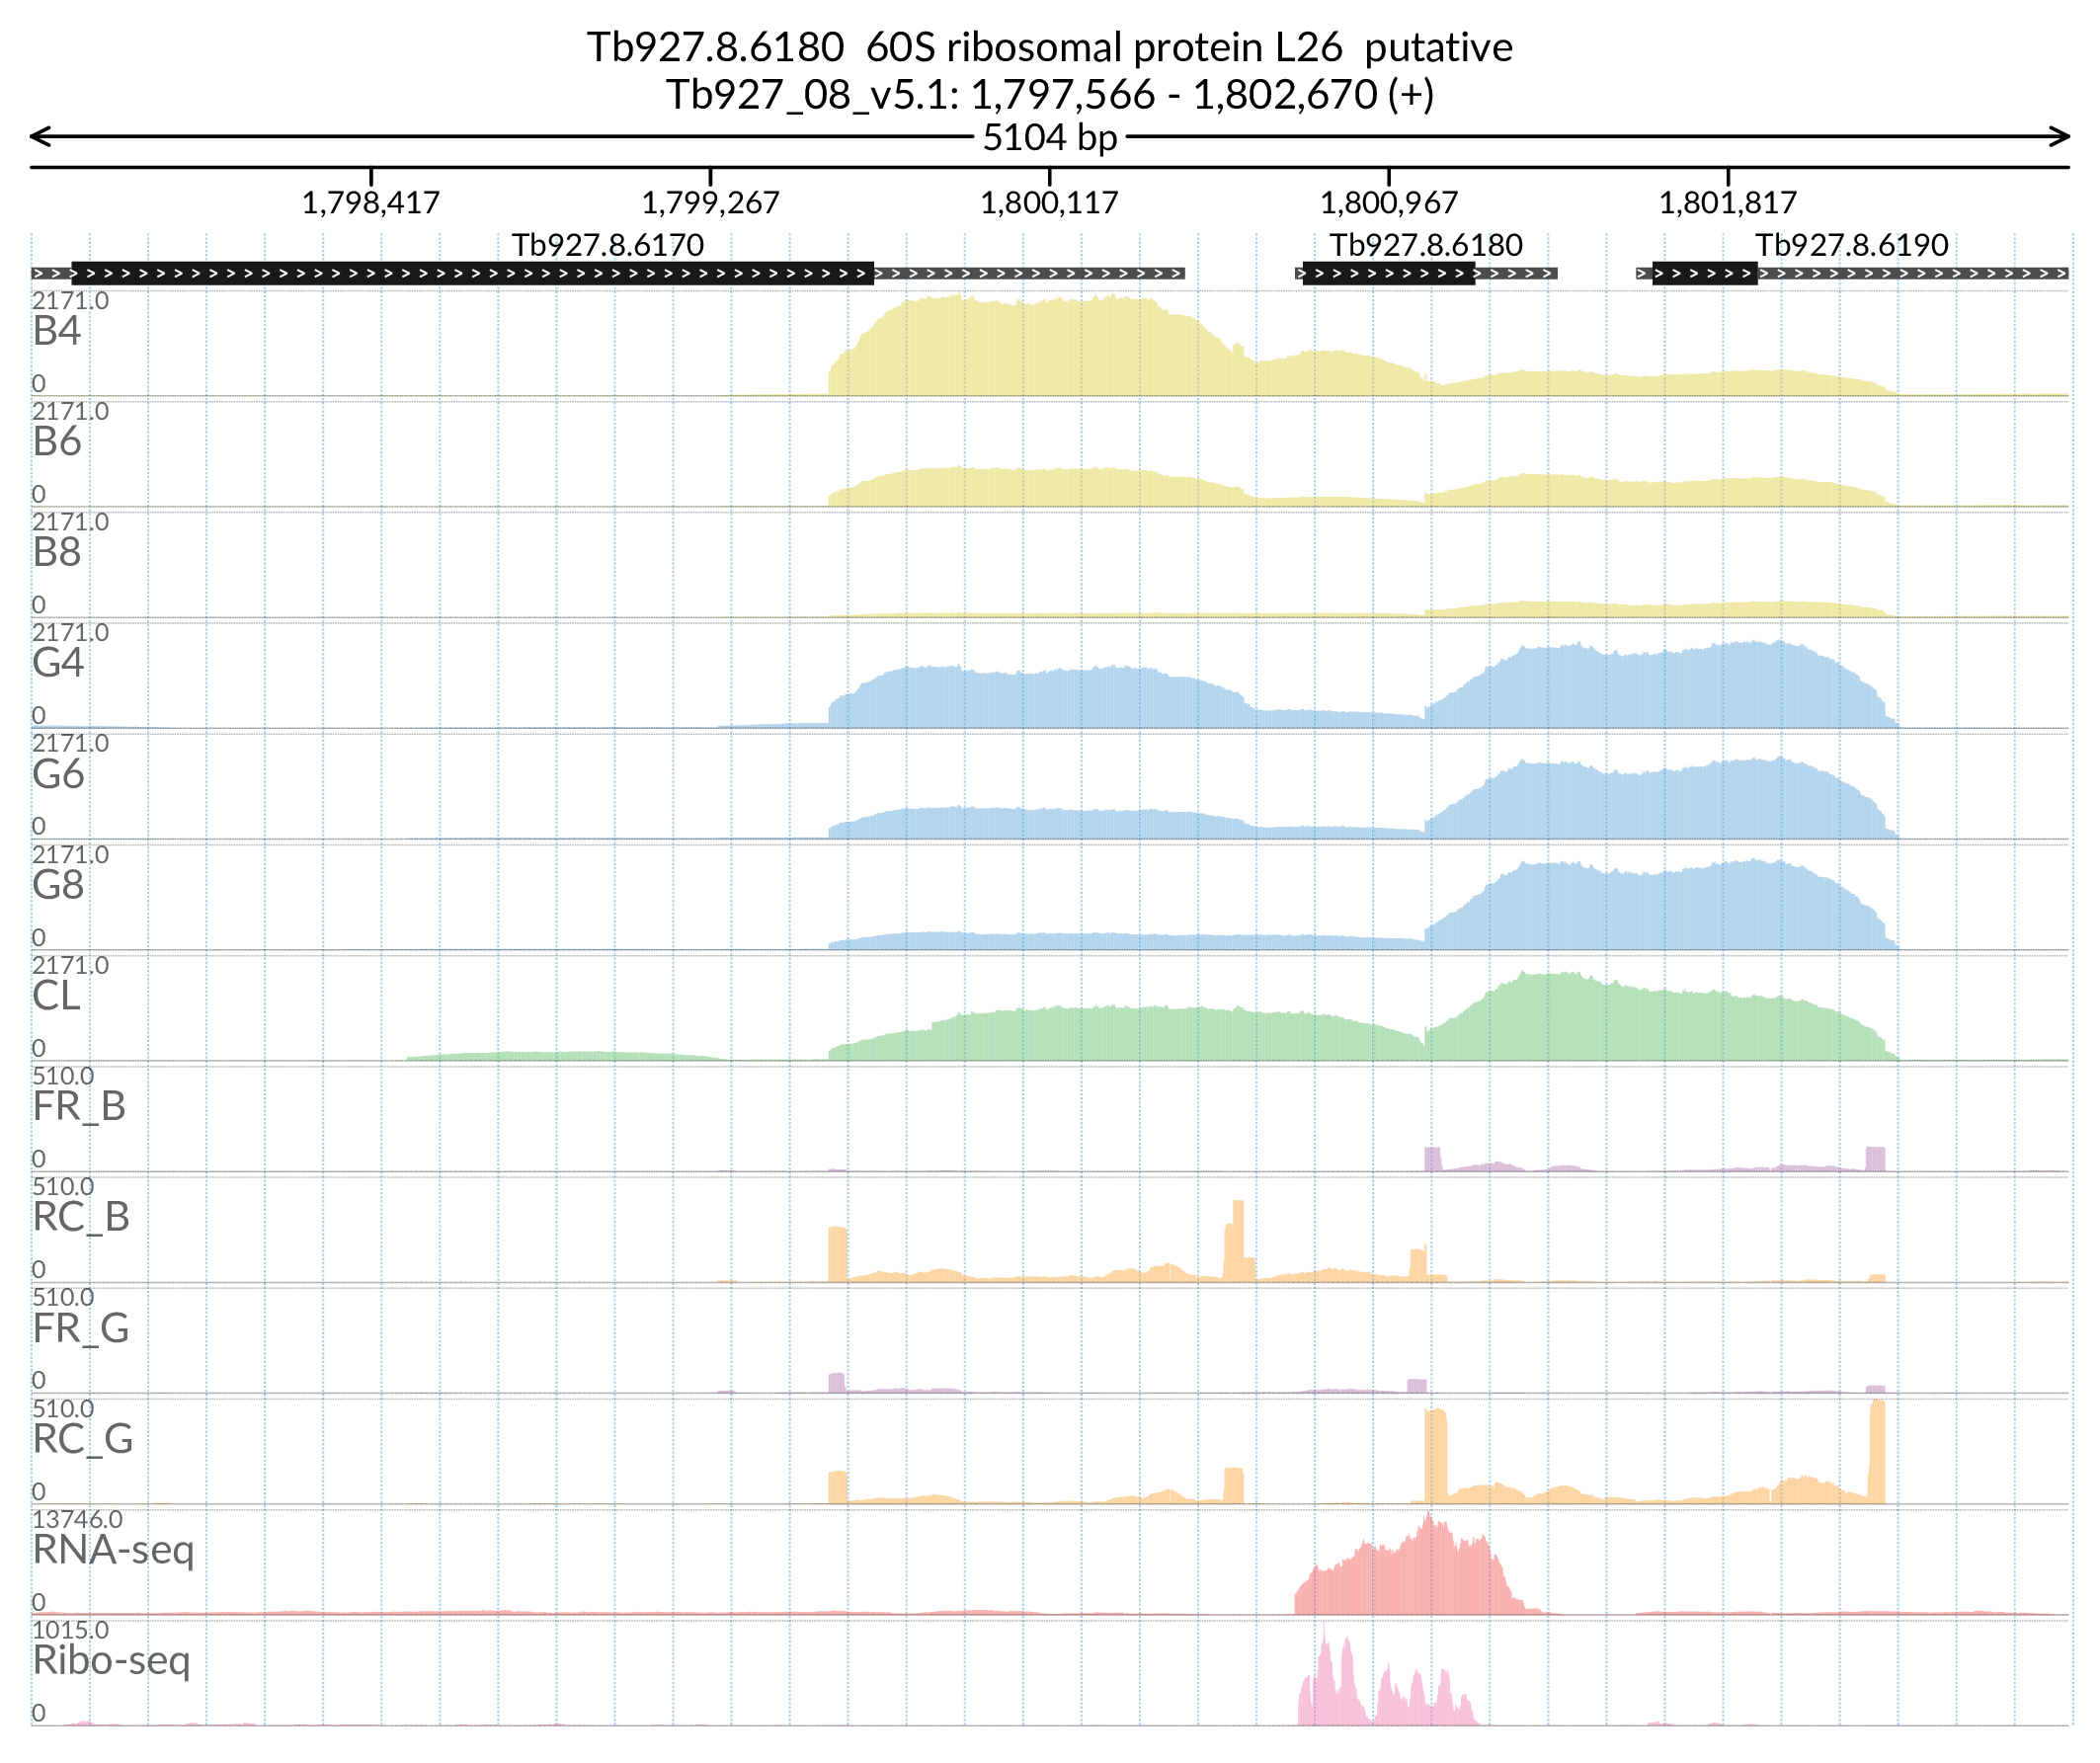 Tb927.8.6180  60S ribosomal protein L26  putative
Tb927_08_v5.1: 1,797,566 - 1,802,670 (+)
5104 bp
1,798,417 1,799,267 1,800,117 1,800,967 1,801,817
Tb927.8.6170 Tb927.8.6180 Tb927.8.6190
2171.0
B4
0
2171.0
B6
0
2171.0
B8
0
2171.0
G4
0
2171.0
G6
0
2171.0
G8
0
2171.0
CL
0
510.0
FR_B
0
510.0
RC_B
0
510.0
FR_G
0
510.0
RC_G
0
13746.0
RNA-seq
0
1015.0
Ribo-seq
0